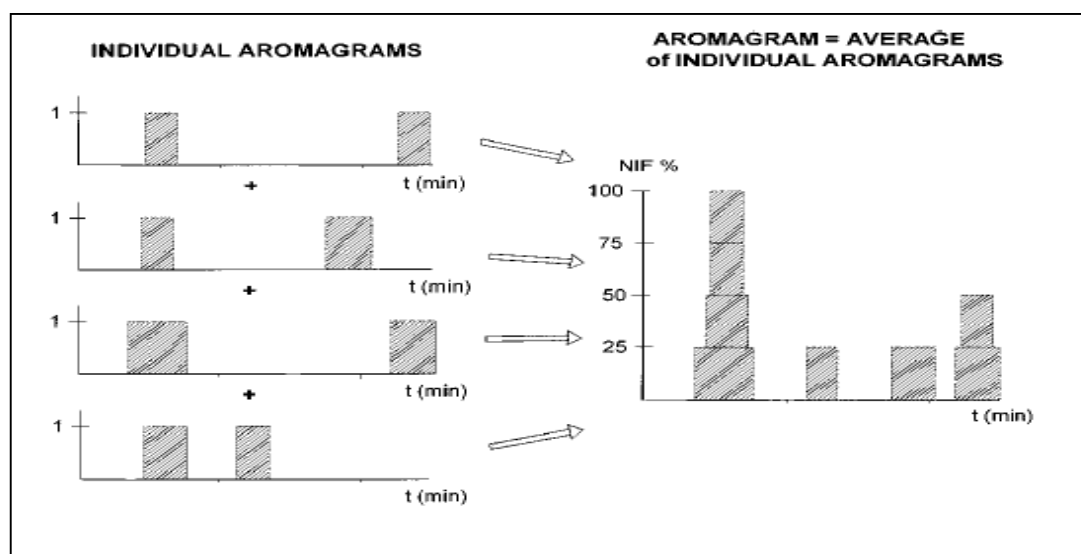 INDIVIDUAL AROMAGRAMS
AROMAGRAM = AVERAGE
of INDIVIDUAL AROMAGRAMS
1
t (min)
+
1
t (min)
+
1
t (min)
+
1
t (min)
NIF %
100
75
50
25
t (min)